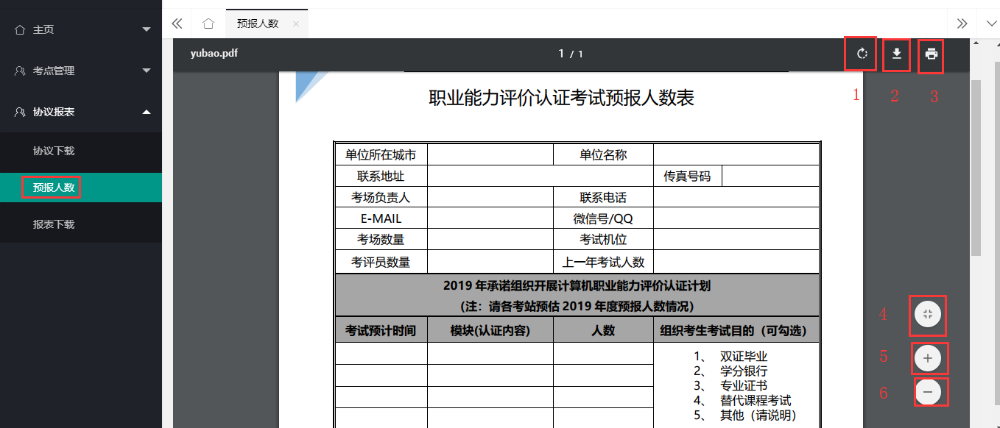 主页
考点管理
协议报表
协议下载
预报人数
报表下载
预报人数
yubao.pdf
1 / 1
1
2
3
职业能力评价认证考试预报人数表
单位所在城市 单位名称
联系地址 传真号码
考场负责人 联系电话
E-MAIL 微信号/QQ
考场数量 考试机位
考评员数量 上一年考试人数
2019 年承诺组织开展计算机职业能力评价认证计划
（注：请各考站预估 2019 年度预报人数情况）
考试预计时间 模块(认证内容) 人数 组织考生考试目的（可勾选）
1、 双证毕业
2、 学分银行
3、 专业证书
4、 替代课程考试
5、 其他（请说明）
4
5
6